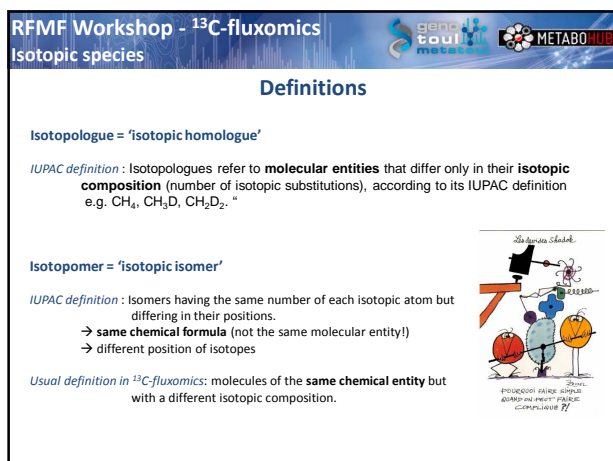 RFMF Workshop - ¹³C-fluxomics
Isotopic species
geno
toul
metatoul
METABOHUB
Definitions
Isotopologue = ‘isotopic homologue’
IUPAC definition : Isotopologues refer to molecular entities that differ only in their isotopic
composition (number of isotopic substitutions), according to its IUPAC definition
e.g. CH₄, CH₃D, CH₂D₂. “
Isotopomer = ‘isotopic isomer’
IUPAC definition : Isomers having the same number of each isotopic atom but
differing in their positions.
→ same chemical formula (not the same molecular entity!)
→ different position of isotopes
Usual definition in ¹³C-fluxomics: molecules of the same chemical entity but
with a different isotopic composition.
Les devises Shadok
POURQUOI FAIRE SIMPLE
QUAND ON PEUT FAIRE
COMPLIQUÉ ?!